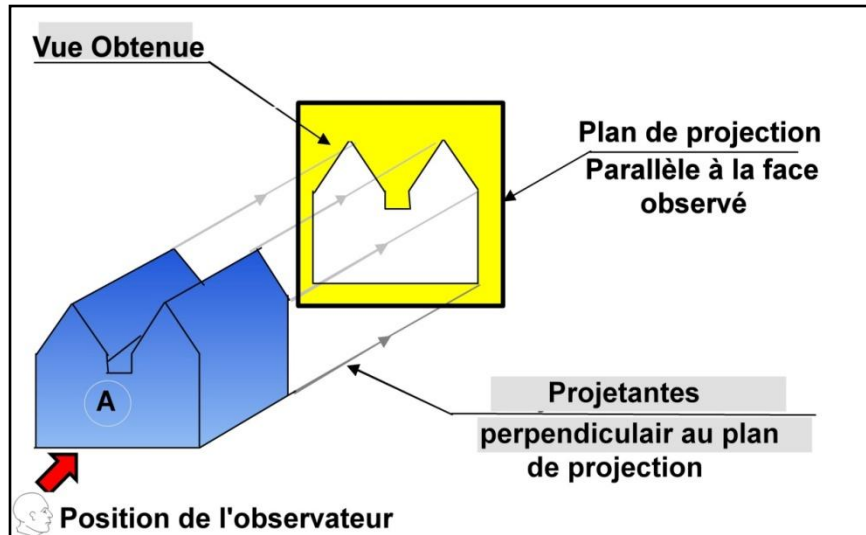 Vue Obtenue
Plan de projection
Parallèle à la face
observé
A
Projetantes
perpendiculair au plan
de projection
Position de l'observateur